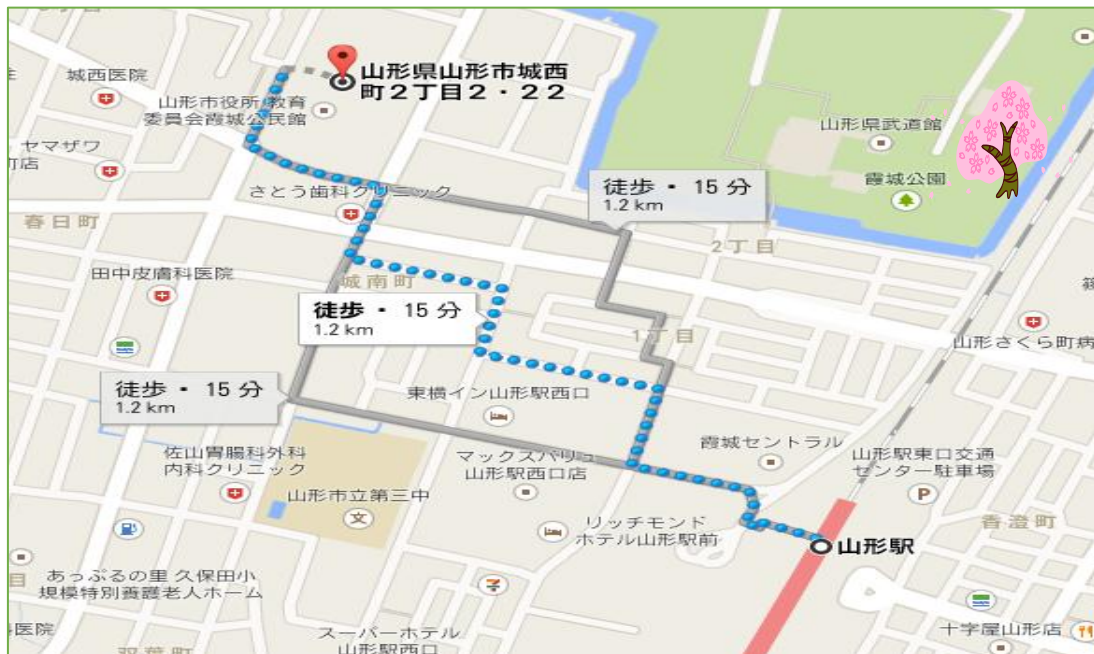 城西医院
山形県山形市城西
町2丁目2・22
山形市役所 教育
委員会霞城公民館
山形県武道館
ヤマザワ
町店
霞城公園
徒歩・15 分
1.2 km
さとう歯科クリニック
春日町
2丁目
田中皮膚科医院
城南町
徒歩・15 分
1.2 km
1丁目
山形さくら町病
徒歩・15 分
1.2 km
東横イン山形駅西口
霞城セントラル
佐山胃腸科外科
内科クリニック
マックスバリュ
山形駅西口店
山形駅東口交通
センター駐車場
P
山形市立第三中
文
リッチモンド
ホテル山形駅前
香澄町
山形駅
あっぷるの里 久保田小
規模特別養護老人ホーム
スーパーホテル
山形駅西口
十字屋山形店
医院
双葉町